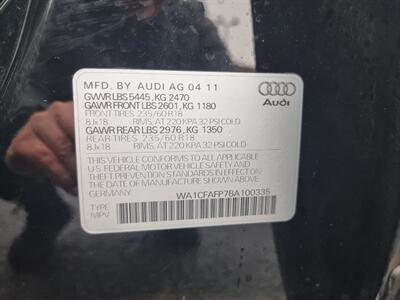 MFD. BY AUDI AG 04 11
GVWR LBS 5445, KG 2470
GAWR FRONT LBS 2601, KG 1180
FRONT TIRES 235/60 R18
8Jx18 RIMS, AT 220 KPA 32 PSI COLD
GAWR REAR LBS 2976, KG 1350
REAR TIRES 235/60 R18
8Jx18 RIMS, AT 220 KPA 32 PSI COLD
Audi
THIS VEHICLE CONFORMS TO ALL APPLICABLE
U.S. FEDERAL MOTOR VEHICLE SAFETY AND
THEFT PREVENTION STANDARDS IN EFFECT ON
THE DATE OF MANUFACTURE SHOWN ABOVE.
GERMANY WA1CFAFP7BA100335
TYPE
MPV